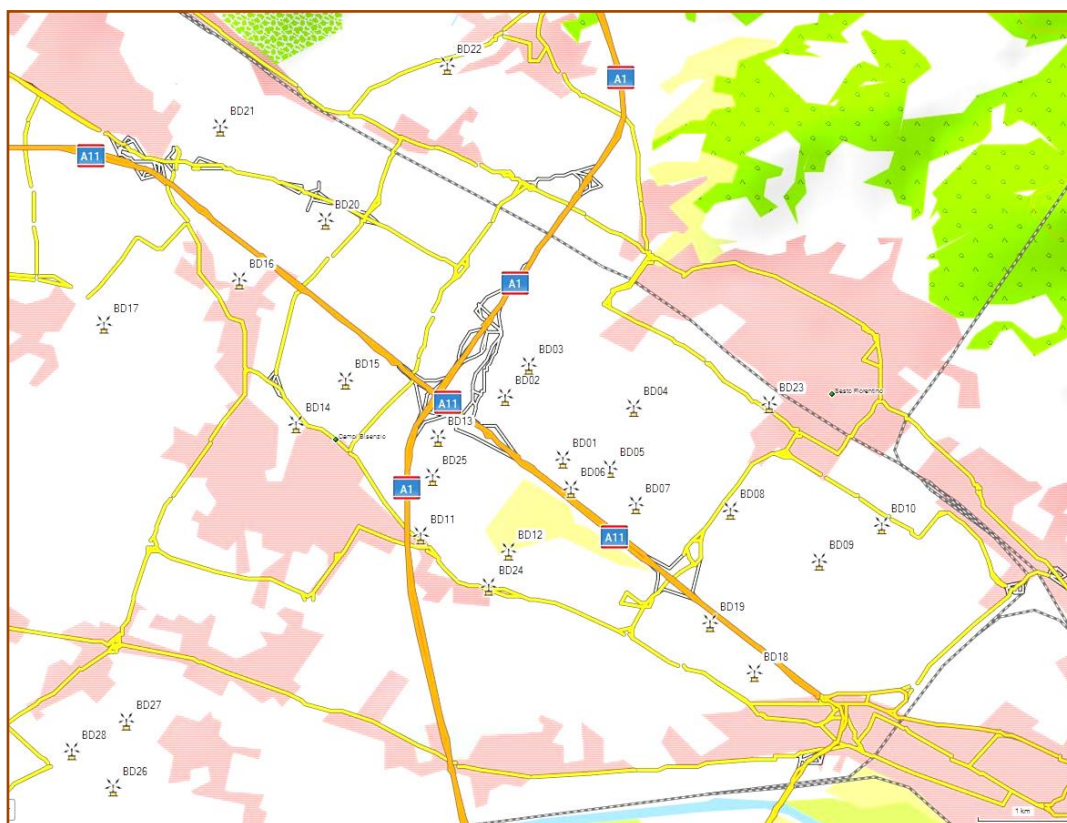 BD22
A1
BD21
A11
BD20
BD16
A1
BD17
BD03
BD15
BD02
BD04
BD23
Sesto Fiorentino
A11
BD14
BD13
Campi Bisenzio
BD01
BD05
BD25
BD06
A1
BD07
BD08
BD10
BD11
A11
BD12
BD09
BD24
BD19
BD18
BD27
BD28
BD26
1 km